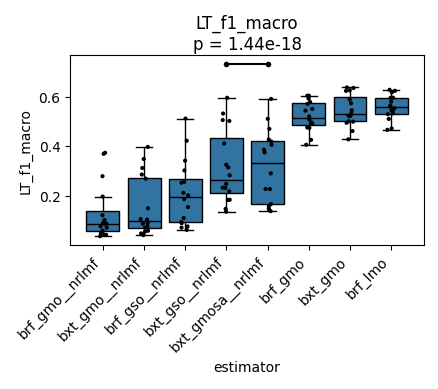 LT_f1_macro
p = 1.44e-18
LT_f1_macro
0.6
0.4
0.2
brf_gmo__nrlmf
bxt_gmo__nrlmf
brf_gso__nrlmf
bxt_gso__nrlmf
bxt_gmosa__nrlmf
brf_gmo
bxt_gmo
brf_lmo
estimator